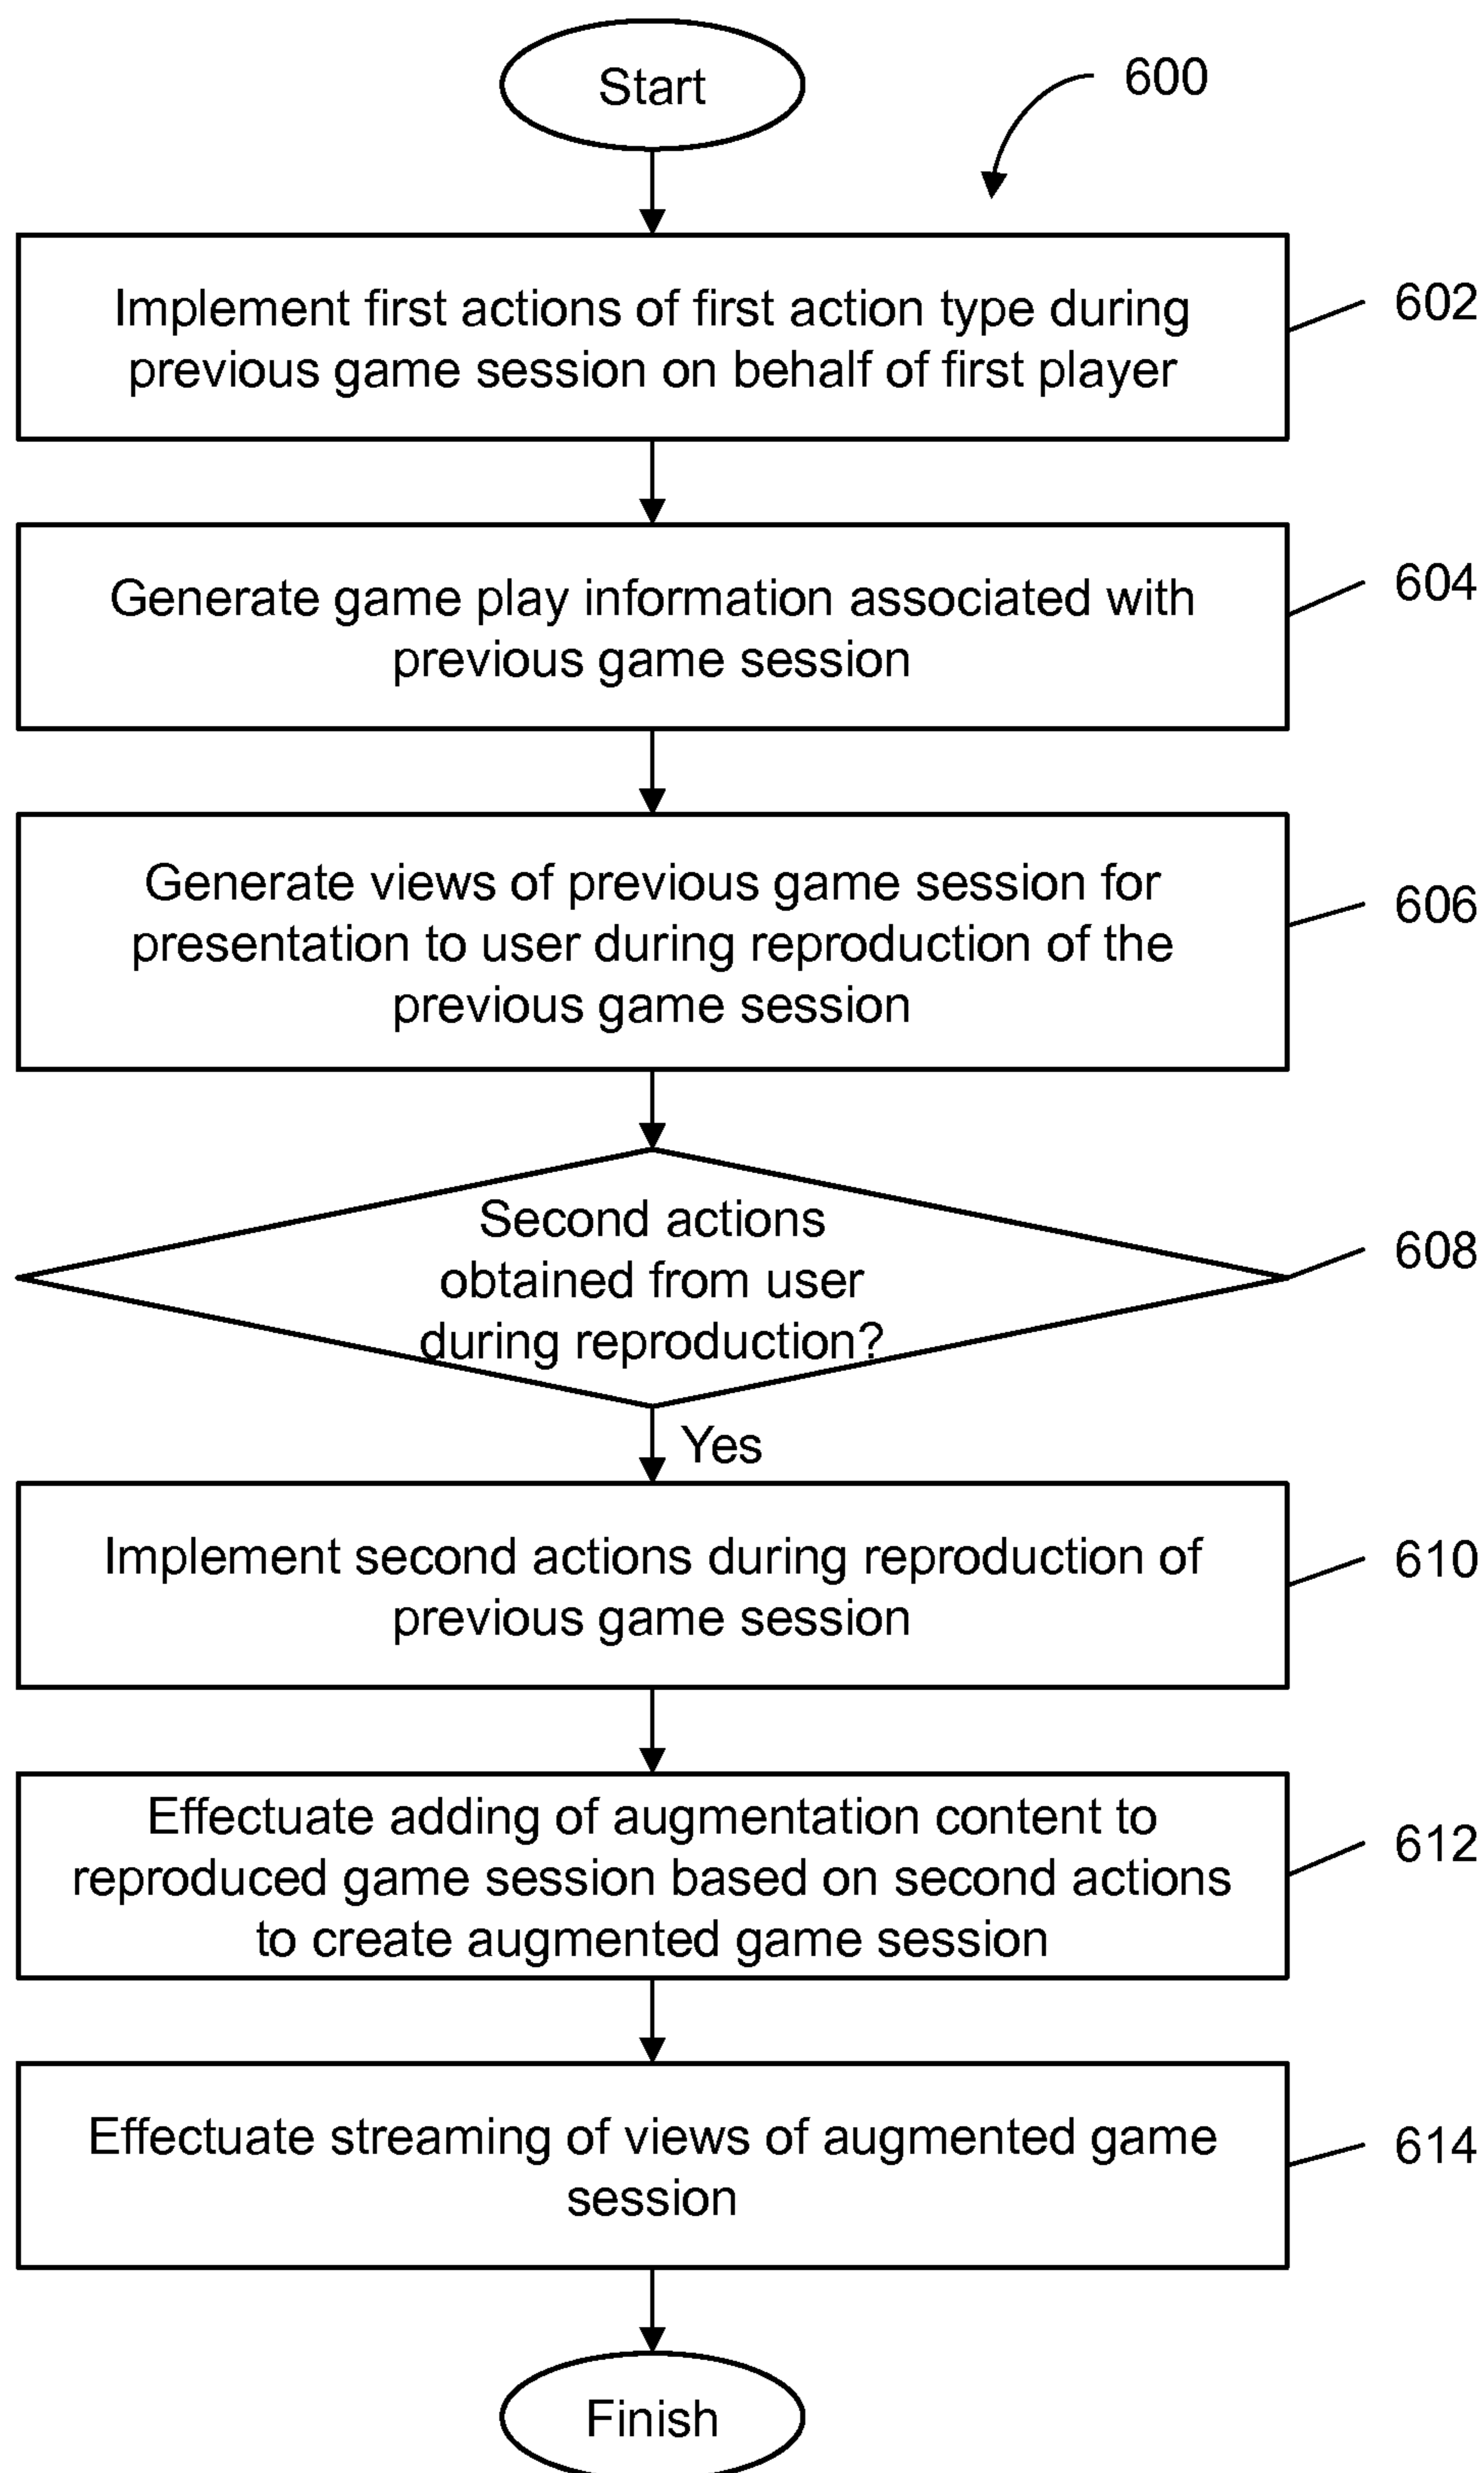 Start
600
Implement first actions of first action type during
previous game session on behalf of first player
602
Generate game play information associated with
previous game session
604
Generate views of previous game session for
presentation to user during reproduction of the
previous game session
606
Second actions
obtained from user
during reproduction?
608
Yes
Implement second actions during reproduction of
previous game session
610
Effectuate adding of augmentation content to
reproduced game session based on second actions
to create augmented game session
612
Effectuate streaming of views of augmented game
session
614
Finish